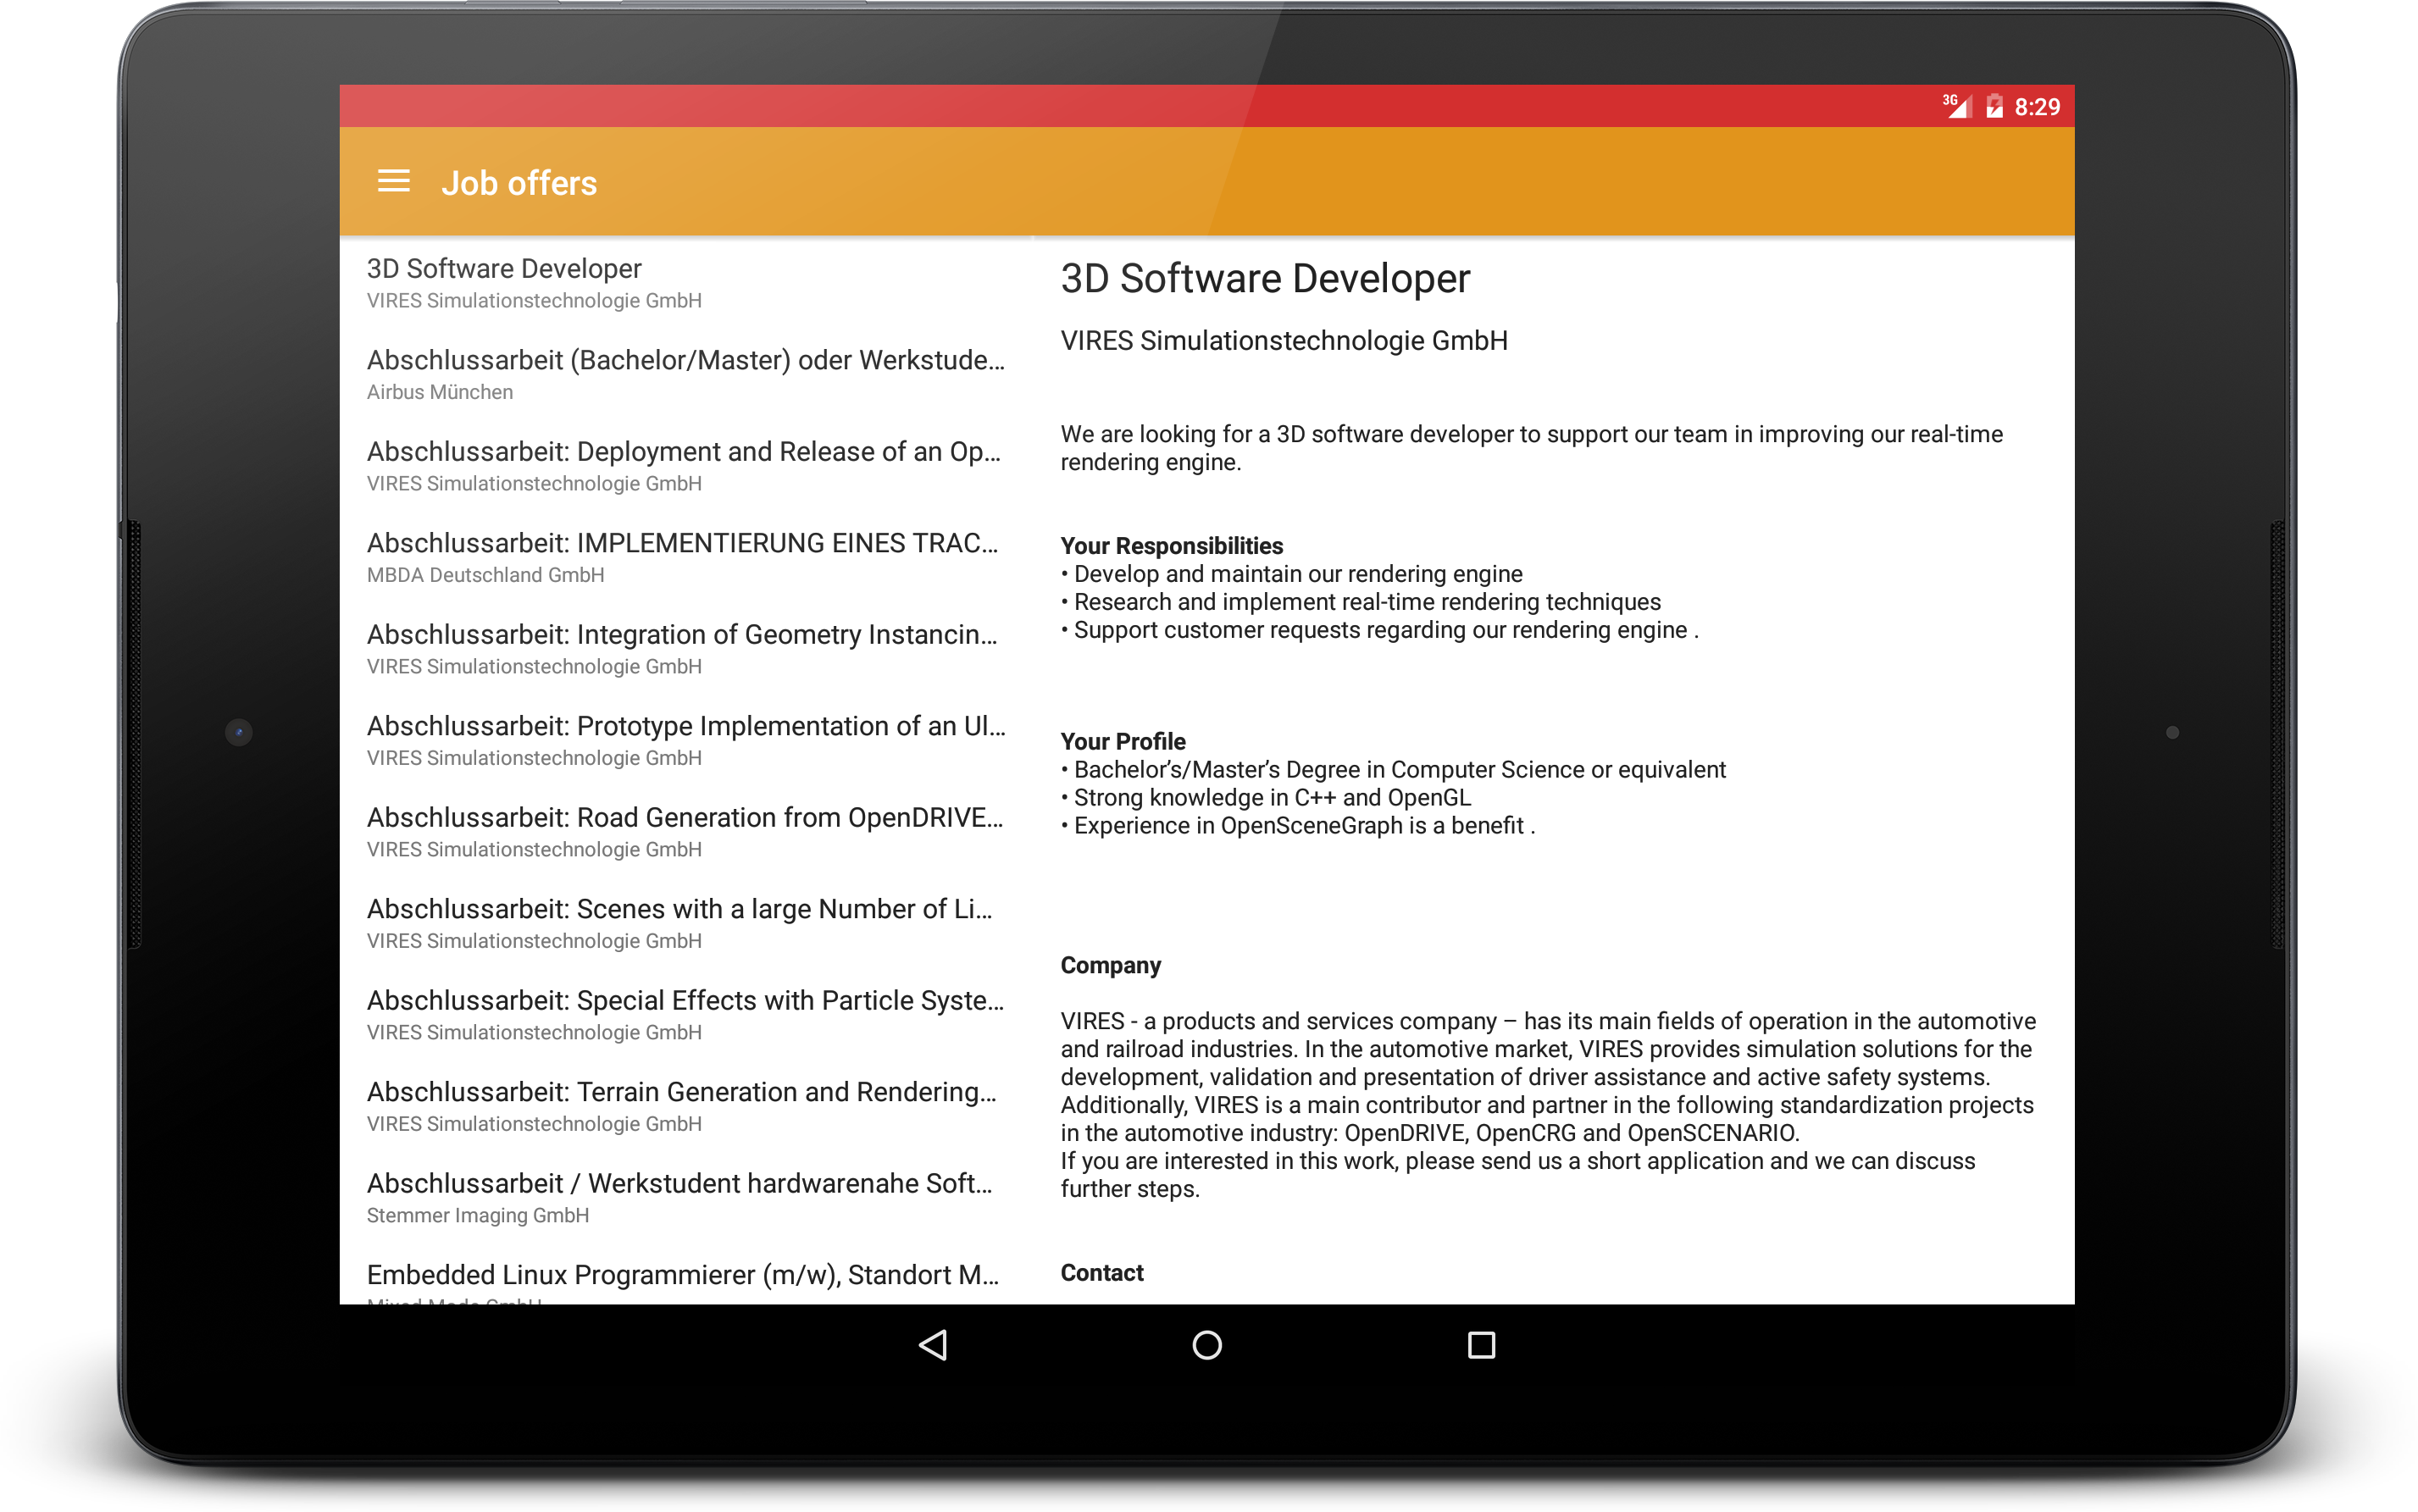 3G 8:29
Job offers
3D Software Developer
VIRES Simulationstechnologie GmbH
Abschlussarbeit (Bachelor/Master) oder Werkstude...
Airbus München
Abschlussarbeit: Deployment and Release of an Op...
VIRES Simulationstechnologie GmbH
Abschlussarbeit: IMPLEMENTIERUNG EINES TRAC...
MBDA Deutschland GmbH
Abschlussarbeit: Integration of Geometry Instancin...
VIRES Simulationstechnologie GmbH
Abschlussarbeit: Prototype Implementation of an Ul...
VIRES Simulationstechnologie GmbH
Abschlussarbeit: Road Generation from OpenDRIVE...
VIRES Simulationstechnologie GmbH
Abschlussarbeit: Scenes with a large Number of Li...
VIRES Simulationstechnologie GmbH
Abschlussarbeit: Special Effects with Particle Syste...
VIRES Simulationstechnologie GmbH
Abschlussarbeit: Terrain Generation and Rendering...
VIRES Simulationstechnologie GmbH
Abschlussarbeit / Werkstudent hardwarenahe Soft...
Stemmer Imaging GmbH
Embedded Linux Programmierer (m/w), Standort M...
Mixed Mode GmbH
3D Software Developer
VIRES Simulationstechnologie GmbH
We are looking for a 3D software developer to support our team in improving our real-time
rendering engine.
Your Responsibilities
• Develop and maintain our rendering engine
• Research and implement real-time rendering techniques
• Support customer requests regarding our rendering engine .
Your Profile
• Bachelor’s/Master’s Degree in Computer Science or equivalent
• Strong knowledge in C++ and OpenGL
• Experience in OpenSceneGraph is a benefit .
Company
VIRES - a products and services company – has its main fields of operation in the automotive
and railroad industries. In the automotive market, VIRES provides simulation solutions for the
development, validation and presentation of driver assistance and active safety systems.
Additionally, VIRES is a main contributor and partner in the following standardization projects
in the automotive industry: OpenDRIVE, OpenCRG and OpenSCENARIO.
If you are interested in this work, please send us a short application and we can discuss
further steps.
Contact